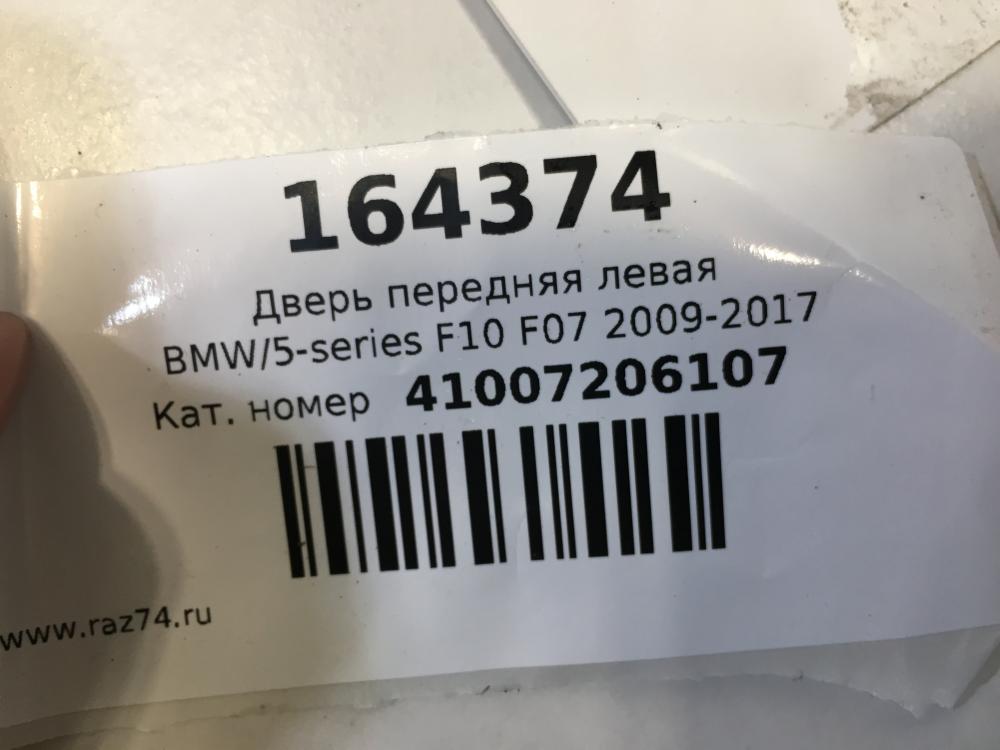 164374
Дверь передняя левая
BMW/5-series F10 F07 2009-2017
Кат. номер 41007206107
www.raz74.ru